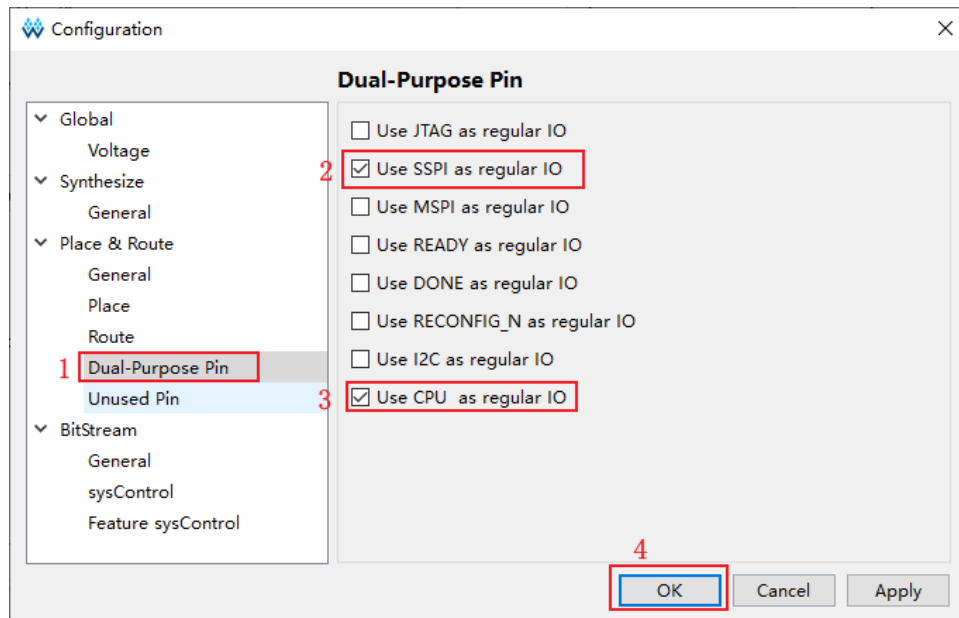 Configuration
Dual-Purpose Pin
Global
Voltage
Synthesize
General
Place & Route
General
Place
Route
1 Dual-Purpose Pin
Unused Pin
BitStream
General
sysControl
Feature sysControl
Use JTAG as regular IO
2 Use SSPI as regular IO
Use MSPI as regular IO
Use READY as regular IO
Use DONE as regular IO
Use RECONFIG_N as regular IO
Use I2C as regular IO
3 Use CPU as regular IO
4
OK Cancel Apply